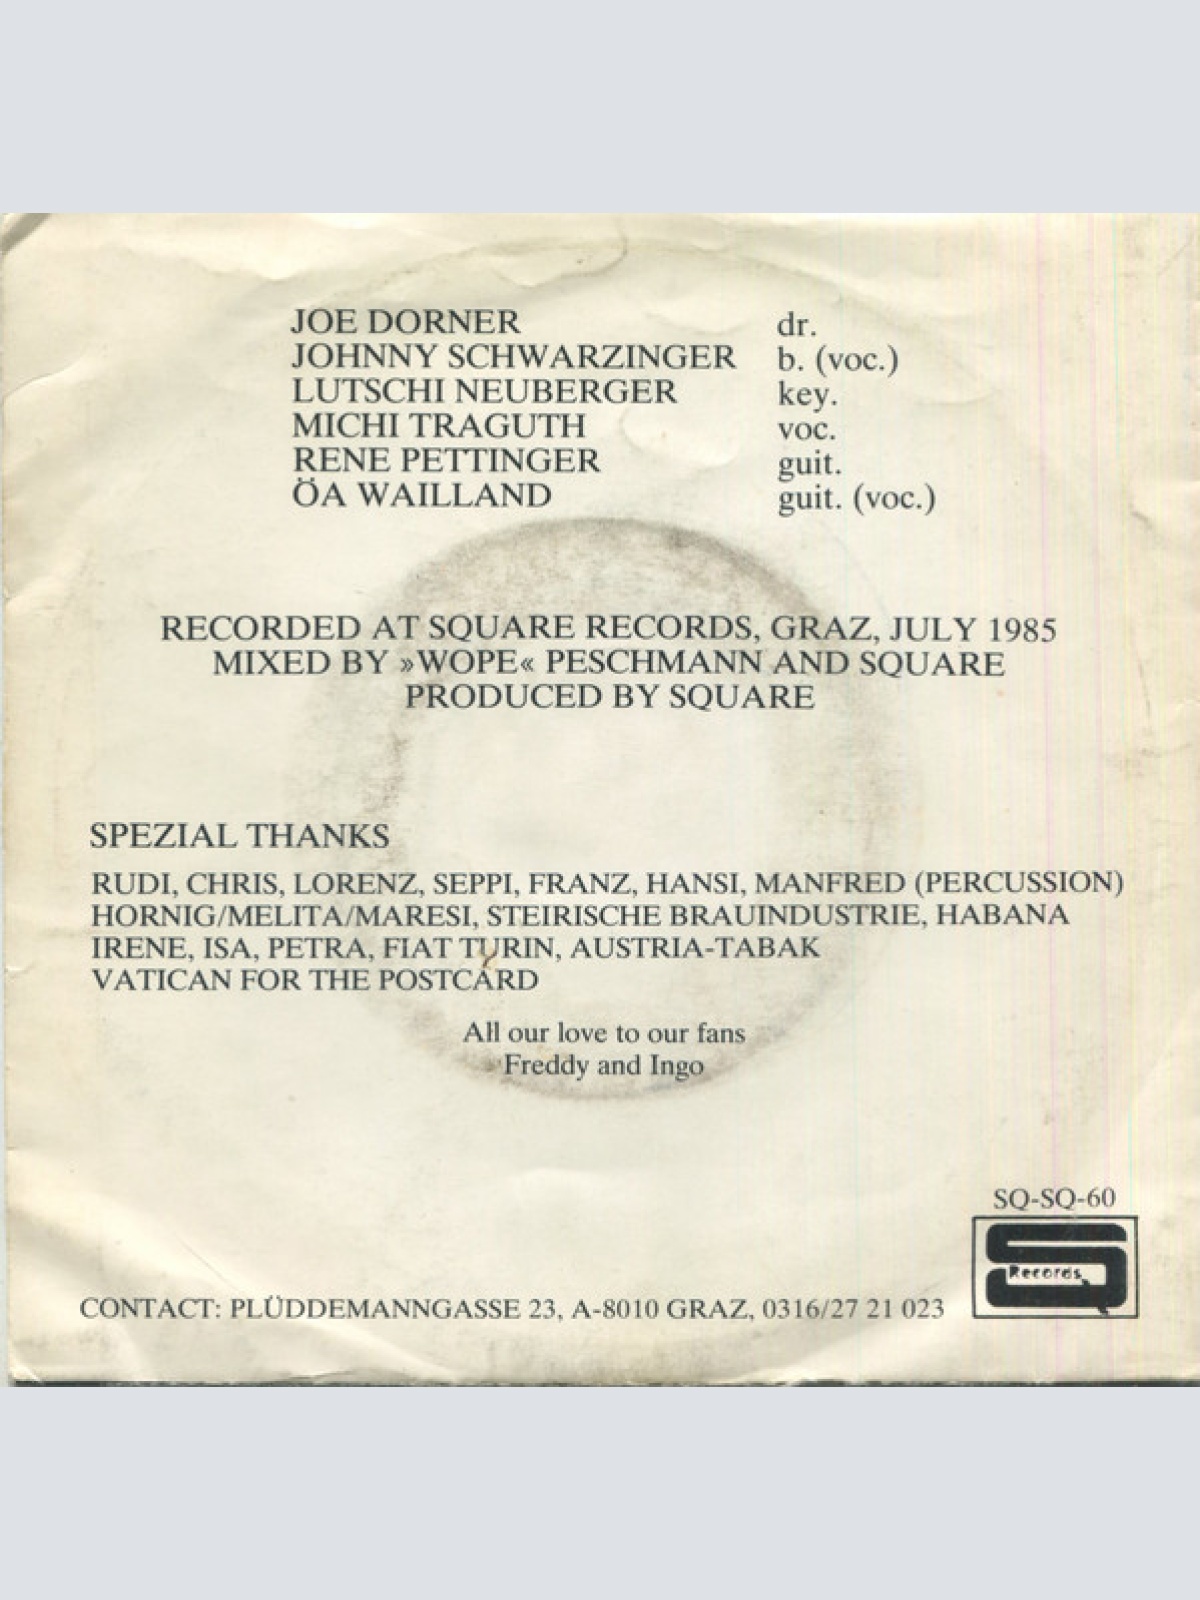 JOE DORNER dr.
JOHNNY SCHWARZINGER b. (voc.)
LUTSCHI NEUBERGER key.
MICHI TRAGUTH voc.
RENE PETTINGER guit.
ÖA WAILLAND guit. (voc.)
RECORDED AT SQUARE RECORDS, GRAZ, JULY 1985
MIXED BY »WOPE« PESCHMANN AND SQUARE
PRODUCED BY SQUARE
SPEZIAL THANKS
RUDI, CHRIS, LORENZ, SEPPI, FRANZ, HANSI, MANFRED (PERCUSSION)
HORNIG/MELITA/MARESI, STEIRISCHE BRAUINDUSTRIE, HABANA
IRENE, ISA, PETRA, FIAT TURIN, AUSTRIA-TABAK
VATICAN FOR THE POSTCARD
All our love to our fans
Freddy and Ingo
SQ-SQ-60
SQ
Records
CONTACT: PLÜDDEMANNGASSE 23, A-8010 GRAZ, 0316/27 21 023